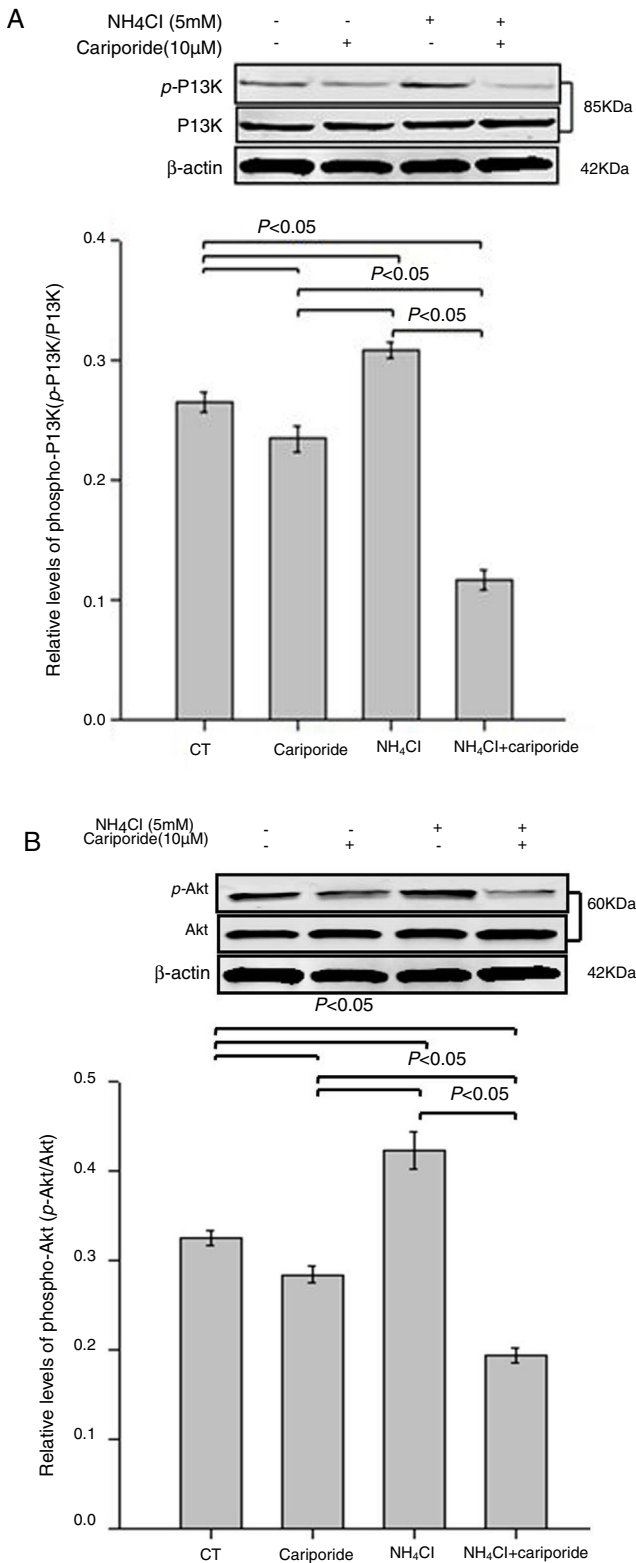 A
NH4Cl (5mM) - - + +
Cariporide(10µM) - + - +
p-P13K
85KDa
P13K
β-actin 42KDa
0.4
P<0.05
P<0.05
P<0.05
0.3
0.2
0.1
0.0
Relative levels of phospho-P13K(p-P13K/P13K)
CT Cariporide NH₄Cl NH₄Cl+cariporide
B
NH₄Cl (5mM) - - + +
Cariporide(10µM) - + - +
p-Akt
60KDa
Akt
β-actin 42KDa
P<0.05
P<0.05
P<0.05
0.5
0.4
0.3
0.2
0.1
0.0
Relative levels of phospho-Akt (p-Akt/Akt)
CT Cariporide NH₄Cl NH₄Cl+cariporide